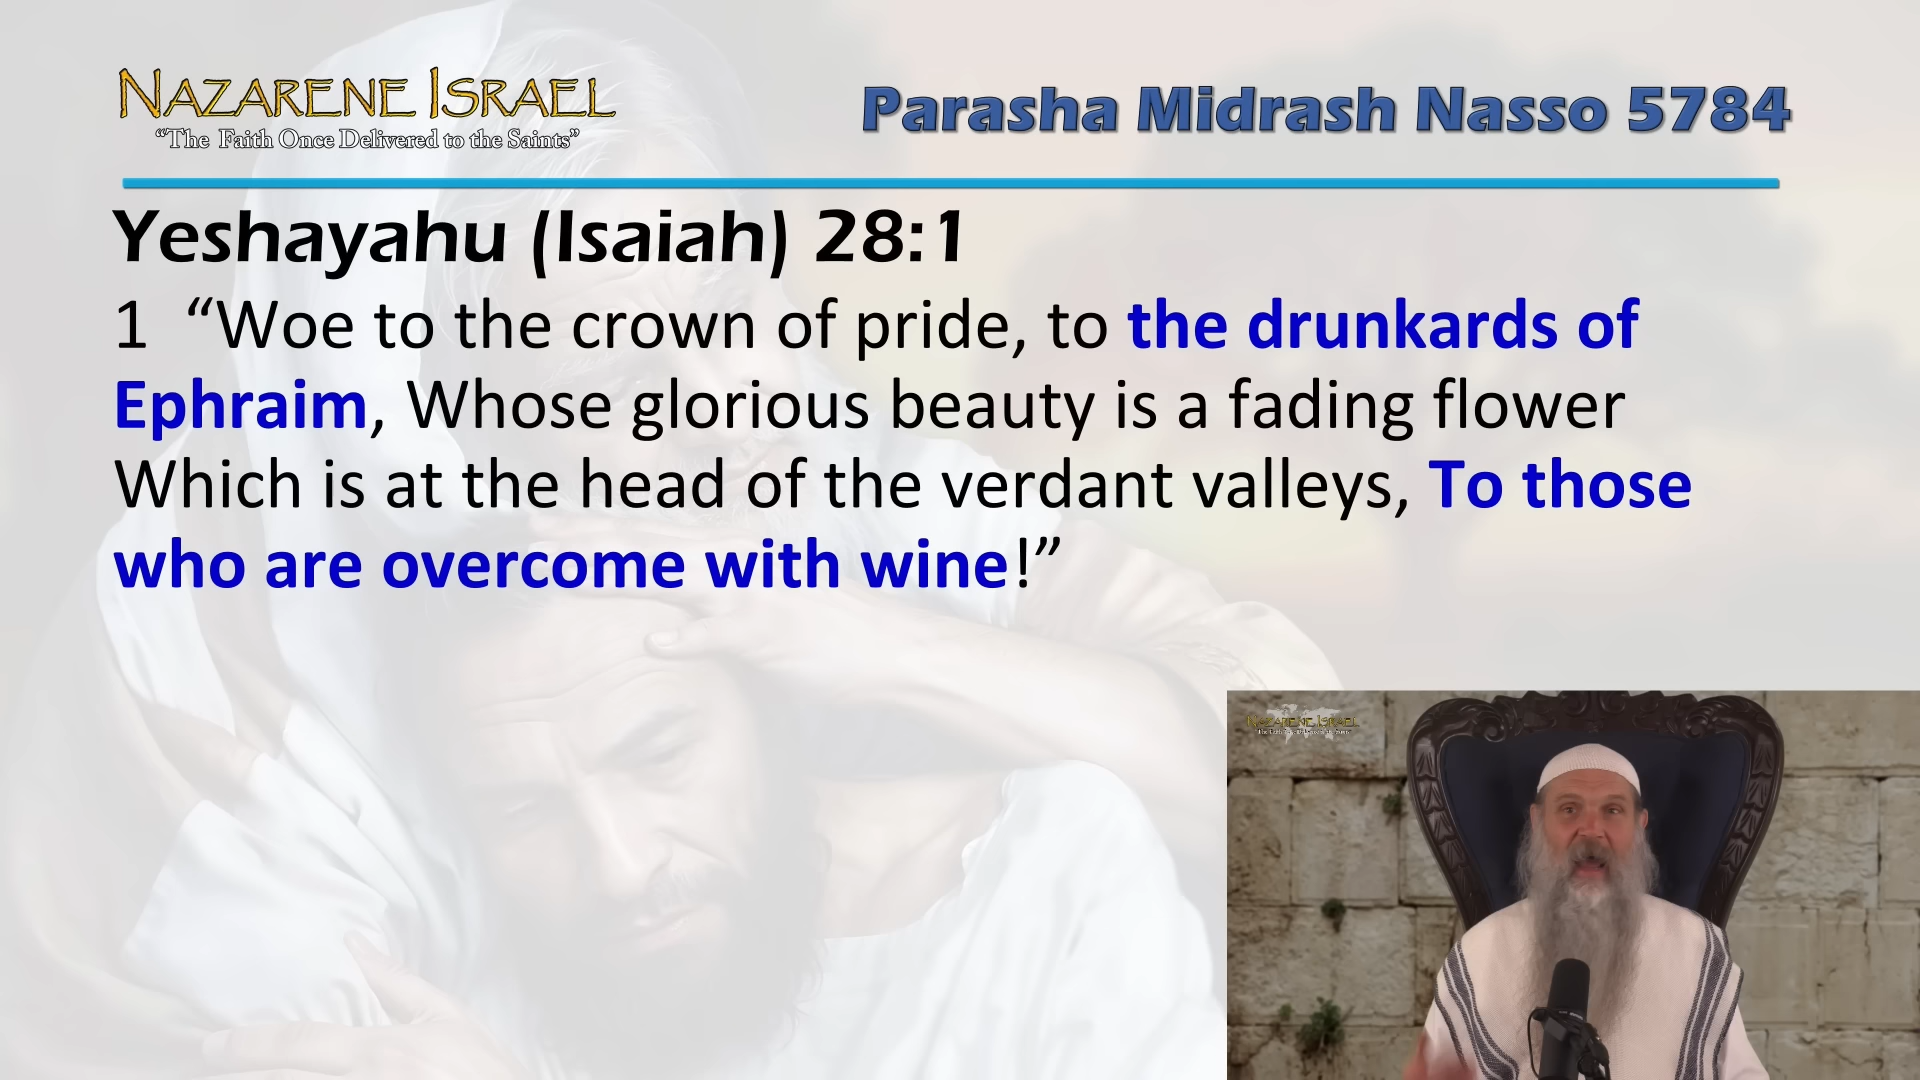 NAZARENE ISRAEL
“The Faith Once Delivered to the Saints”
Parasha Midrash Nasso 5784
Yeshayahu (Isaiah) 28:1
1 “Woe to the crown of pride, to the drunkards of
Ephraim, Whose glorious beauty is a fading flower
Which is at the head of the verdant valleys, To those
who are overcome with wine!”
NAZARENE ISRAEL